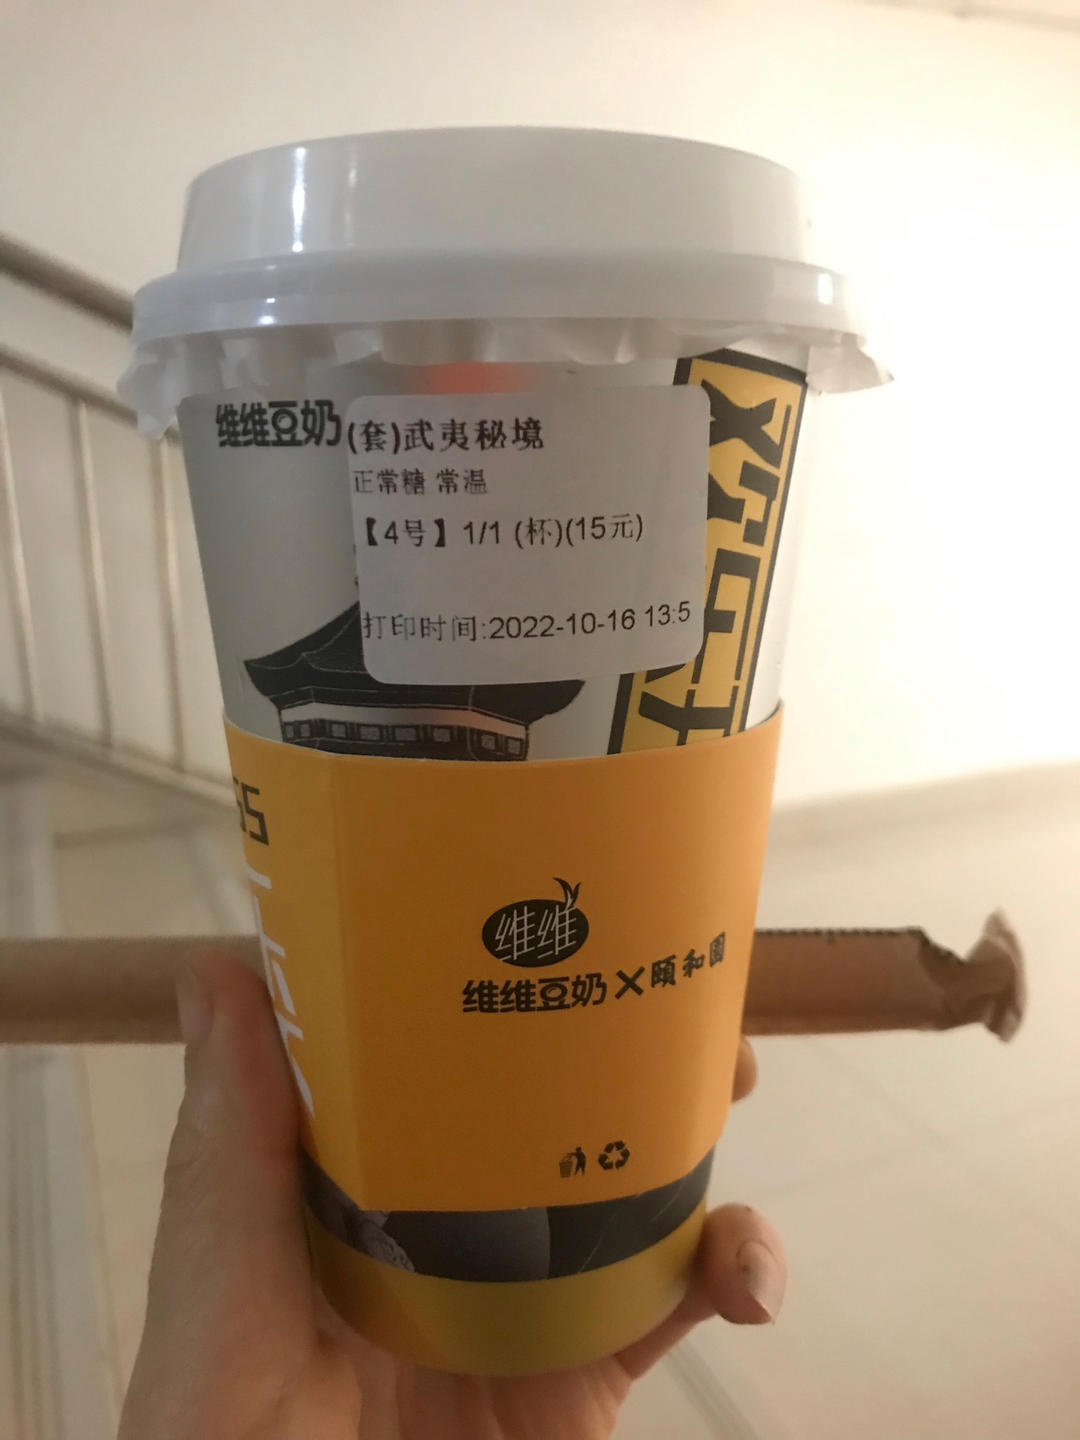 维维豆奶
(套)武夷秘境
正常糖 常温
【4号】1/1 (杯)(15元)
打印时间:2022-10-16 13:5
维维
维维豆奶×頤和園